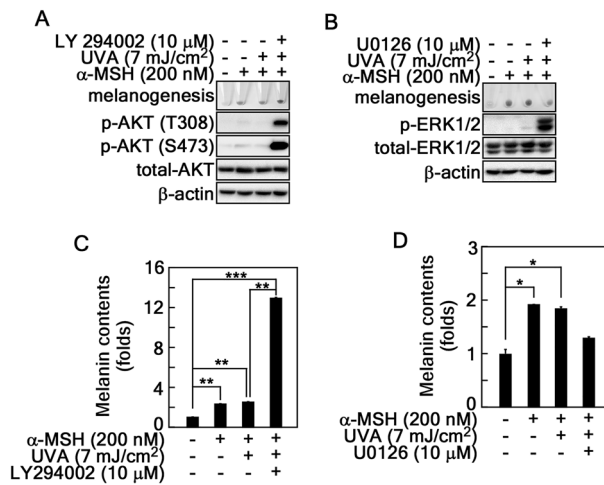 A
LY 294002 (10 μM) - - - +
UVA (7 mJ/cm²) - - + +
α-MSH (200 nM) - + + +
melanogenesis
p-AKT (T308)
p-AKT (S473)
total-AKT
β-actin
B
U0126 (10 μM) - - - +
UVA (7 mJ/cm²) - - + +
α-MSH (200 nM) - + + +
melanogenesis
p-ERK1/2
total-ERK1/2
β-actin
C
Melanin contents
(folds)
16
12
8
4
0
***
**
**
**
α-MSH (200 nM) - + + +
UVA (7 mJ/cm²) - - + +
LY294002 (10 μM) - - - +
D
Melanin contents
(folds)
3
2
1
0
*
*
α-MSH (200 nM) - + + +
UVA (7 mJ/cm²) - - + +
U0126 (10 μM) - - - +